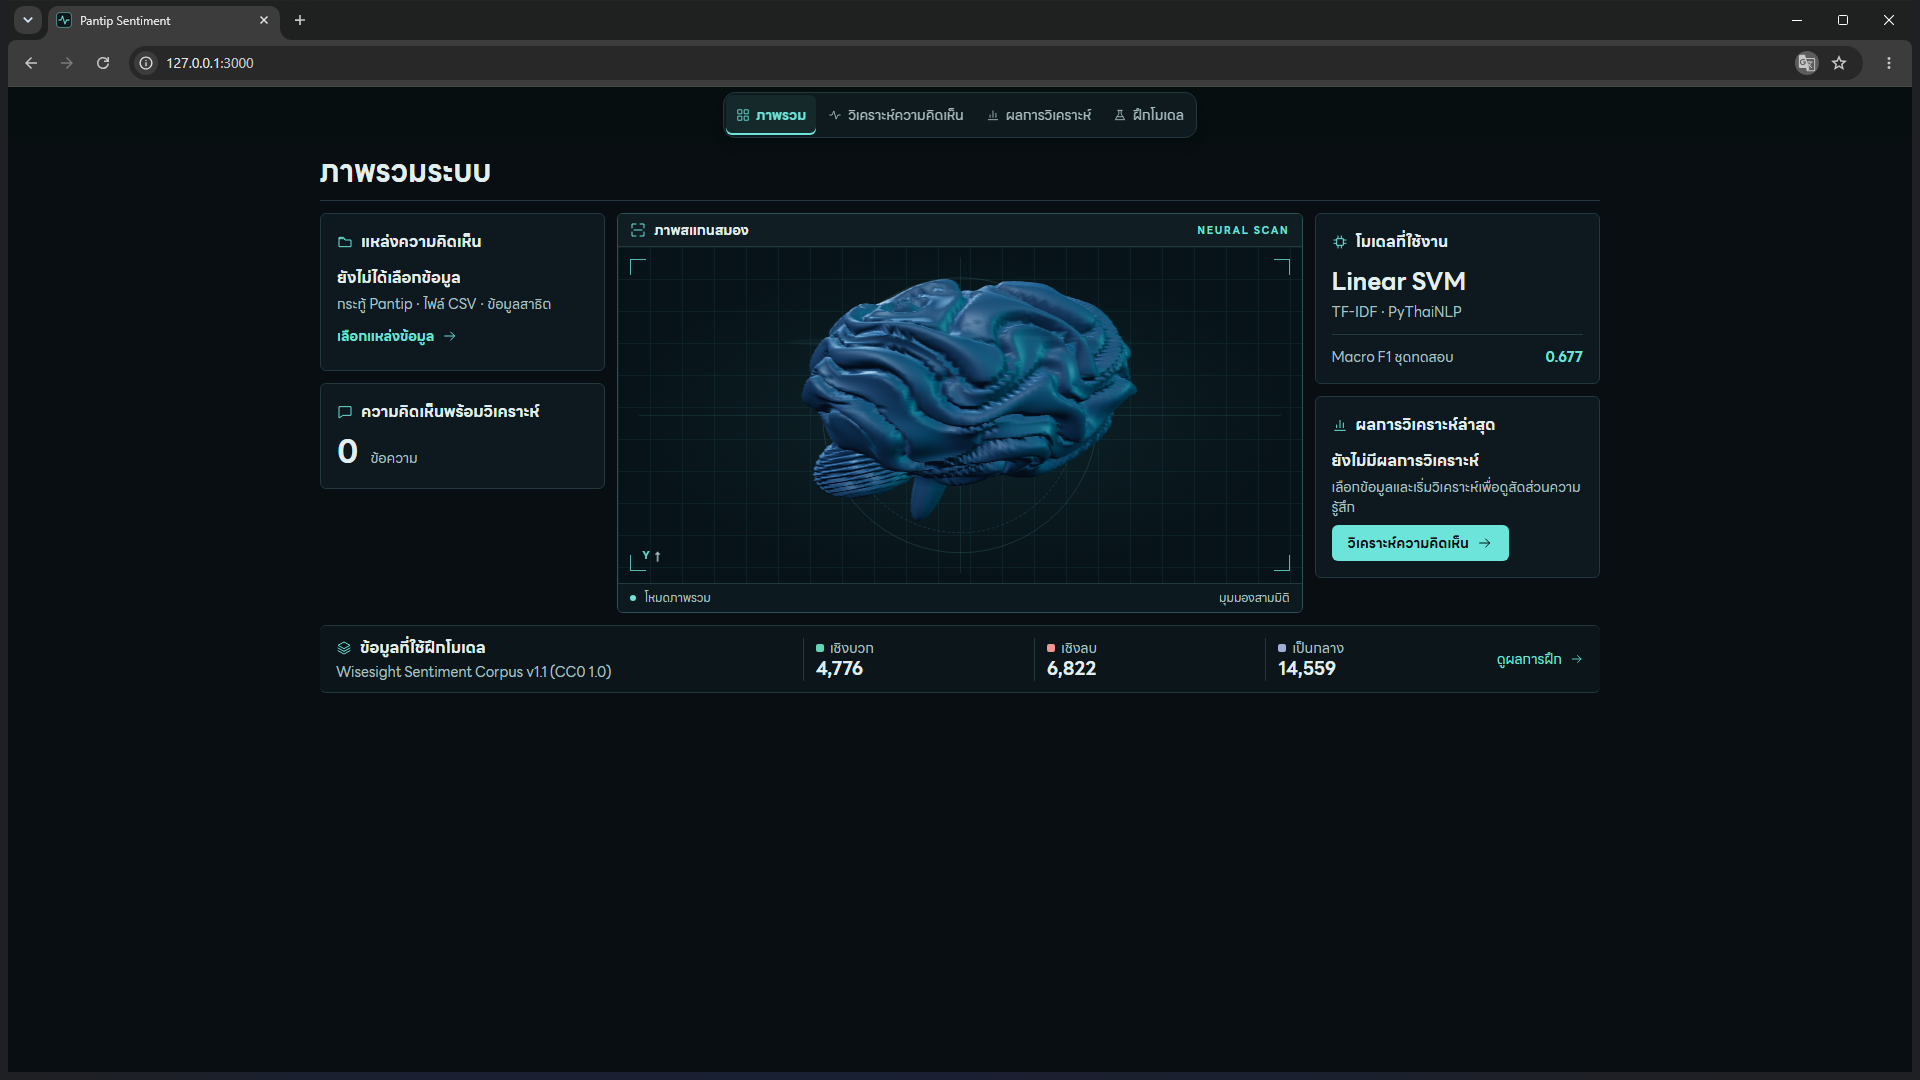 Pantip Sentiment
127.0.0.1:3000
ภาพรวม
วิเคราะห์ความคิดเห็น
ผลการวิเคราะห์
ฝึกโมเดล
ภาพรวมระบบ
แหล่งความคิดเห็น
ยังไม่ได้เลือกข้อมูล
กระทู้ Pantip · ไฟล์ CSV · ข้อมูลสาธิต
เลือกแหล่งข้อมูล →
ความคิดเห็นพร้อมวิเคราะห์
0 ข้อความ
ภาพสแกนสมอง
NEURAL SCAN
Y ↑
โหมดภาพรวม
มุมมองสามมิติ
โมเดลที่ใช้งาน
Linear SVM
TF-IDF · PyThaiNLP
Macro F1 ชุดทดสอบ 0.677
ผลการวิเคราะห์ล่าสุด
ยังไม่มีผลการวิเคราะห์
เลือกข้อมูลและเริ่มวิเคราะห์เพื่อดูสัดส่วนความ
รู้สึก
วิเคราะห์ความคิดเห็น →
ข้อมูลที่ใช้ฝึกโมเดล
Wisesight Sentiment Corpus v1.1 (CC0 1.0)
เชิงบวก
4,776
เชิงลบ
6,822
เป็นกลาง
14,559
ดูผลการฝึก →